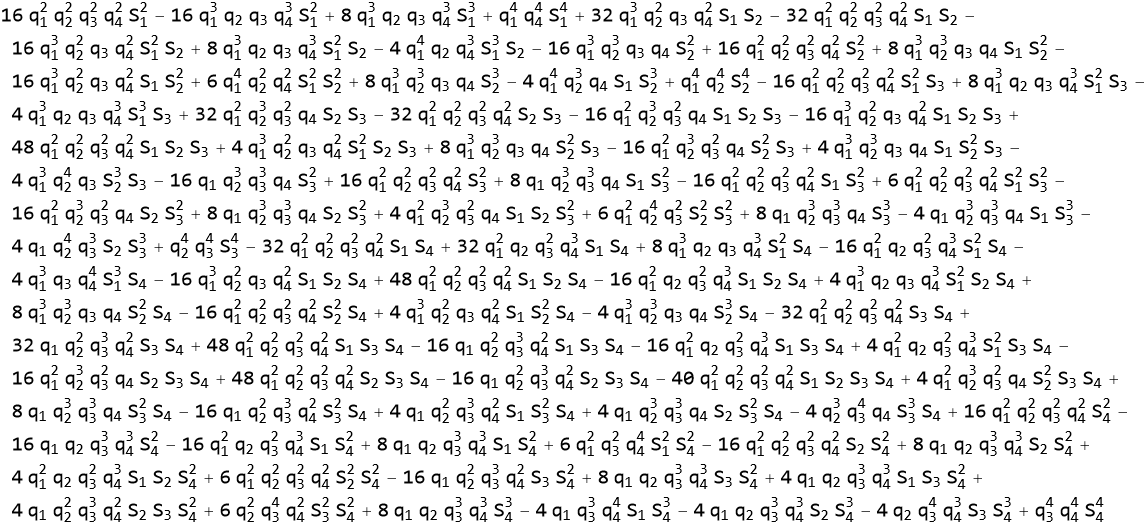 16 q_1^2 q_2^2 q_3^2 q_4^2 S_1^2 − 16 q_1^3 q_2 q_3 q_4^3 S_1^2 + 8 q_1^3 q_2 q_3 q_4^3 S_1^3 + q_1^4 q_4^4 S_1^4 + 32 q_1^3 q_2^2 q_3 q_4^2 S_1 S_2 − 32 q_1^2 q_2^2 q_3^2 q_4^2 S_1 S_2 −
16 q_1^3 q_2^2 q_3 q_4^2 S_1^2 S_2 + 8 q_1^3 q_2 q_3 q_4^3 S_1^2 S_2 − 4 q_1^4 q_2 q_4^3 S_1^3 S_2 − 16 q_1^3 q_2^3 q_3 q_4 S_2^2 + 16 q_1^2 q_2^2 q_3^2 q_4^2 S_2^2 + 8 q_1^3 q_2^3 q_3 q_4 S_1 S_2^2 −
16 q_1^3 q_2^2 q_3 q_4^2 S_1 S_2^2 + 6 q_1^4 q_2^2 q_4^2 S_1^2 S_2^2 + 8 q_1^3 q_2^3 q_3 q_4 S_2^3 − 4 q_1^4 q_2^3 q_4 S_1 S_2^3 + q_1^4 q_2^4 S_2^4 − 16 q_1^2 q_2^2 q_3^2 q_4^2 S_1^2 S_3 + 8 q_1^3 q_2 q_3 q_4^3 S_1^2 S_3 −
4 q_1^3 q_2 q_3 q_4^3 S_1^3 S_3 + 32 q_1^2 q_2^3 q_3^2 q_4 S_2 S_3 − 32 q_1^2 q_2^2 q_3^2 q_4^2 S_2 S_3 − 16 q_1^2 q_2^3 q_3^2 q_4 S_1 S_2 S_3 − 16 q_1^3 q_2^2 q_3 q_4^2 S_1 S_2 S_3 +
48 q_1^2 q_2^2 q_3^2 q_4^2 S_1 S_2 S_3 + 4 q_1^3 q_2^2 q_3 q_4^2 S_1^2 S_2 S_3 + 8 q_1^3 q_2^3 q_3 q_4 S_2^2 S_3 − 16 q_1^2 q_2^3 q_3^2 q_4 S_2^2 S_3 + 4 q_1^3 q_2^3 q_3 q_4 S_1 S_2^2 S_3 −
4 q_1^3 q_2^4 q_3 S_2^3 S_3 − 16 q_1 q_2^3 q_3^3 q_4 S_3^2 + 16 q_1^2 q_2^2 q_3^2 q_4^2 S_3^2 + 8 q_1 q_2^3 q_3^3 q_4 S_1 S_3^2 − 16 q_1^2 q_2^2 q_3^2 q_4^2 S_1 S_3^2 + 6 q_1^2 q_2^2 q_3^2 q_4^2 S_1^2 S_3^2 −
16 q_1^2 q_2^3 q_3^2 q_4 S_2 S_3^2 + 8 q_1 q_2^3 q_3^3 q_4 S_2 S_3^2 + 4 q_1^2 q_2^3 q_3^2 q_4 S_1 S_2 S_3^2 + 6 q_1^2 q_2^4 q_3^2 S_2^2 S_3^2 + 8 q_1 q_2^3 q_3^3 q_4 S_3^3 − 4 q_1 q_2^3 q_3^3 q_4 S_1 S_3^3 −
4 q_1 q_2^4 q_3^3 S_2 S_3^3 + q_2^4 q_3^4 S_3^4 − 32 q_1^2 q_2^2 q_3^2 q_4^2 S_1 S_4 + 32 q_1^2 q_2 q_3^2 q_4^3 S_1 S_4 + 8 q_1^3 q_2 q_3 q_4^3 S_1^2 S_4 − 16 q_1^2 q_2 q_3^2 q_4^3 S_1^2 S_4 −
4 q_1^3 q_3 q_4^4 S_1^3 S_4 − 16 q_1^3 q_2^2 q_3 q_4^2 S_1 S_2 S_4 + 48 q_1^2 q_2^2 q_3^2 q_4^2 S_1 S_2 S_4 − 16 q_1^2 q_2 q_3^2 q_4^3 S_1 S_2 S_4 + 4 q_1^3 q_2 q_3 q_4^3 S_1^2 S_2 S_4 +
8 q_1^3 q_2^3 q_3 q_4 S_2^2 S_4 − 16 q_1^2 q_2^2 q_3^2 q_4^2 S_2^2 S_4 + 4 q_1^3 q_2^2 q_3 q_4^2 S_1 S_2^2 S_4 − 4 q_1^3 q_2^3 q_3 q_4 S_2^3 S_4 − 32 q_1^2 q_2^2 q_3^2 q_4^2 S_3 S_4 +
32 q_1 q_2^2 q_3^3 q_4^2 S_3 S_4 + 48 q_1^2 q_2^2 q_3^2 q_4^2 S_1 S_3 S_4 − 16 q_1 q_2^2 q_3^3 q_4^2 S_1 S_3 S_4 − 16 q_1^2 q_2 q_3^2 q_4^3 S_1 S_3 S_4 + 4 q_1^2 q_2 q_3^2 q_4^3 S_1^2 S_3 S_4 −
16 q_1^2 q_2^3 q_3^2 q_4 S_2 S_3 S_4 + 48 q_1^2 q_2^2 q_3^2 q_4^2 S_2 S_3 S_4 − 16 q_1 q_2^2 q_3^3 q_4^2 S_2 S_3 S_4 − 40 q_1^2 q_2^2 q_3^2 q_4^2 S_1 S_2 S_3 S_4 + 4 q_1^2 q_2^3 q_3^2 q_4 S_2^2 S_3 S_4 +
8 q_1 q_2^3 q_3^3 q_4 S_3^2 S_4 − 16 q_1 q_2^2 q_3^3 q_4^2 S_3^2 S_4 + 4 q_1 q_2^2 q_3^3 q_4^2 S_1 S_3^2 S_4 + 4 q_1 q_2^3 q_3^3 q_4 S_2 S_3^2 S_4 − 4 q_2^3 q_3^4 q_4 S_3^3 S_4 + 16 q_1^2 q_2^2 q_3^2 q_4^2 S_4^2 −
16 q_1 q_2 q_3^3 q_4^3 S_4^2 − 16 q_1^2 q_2 q_3^2 q_4^3 S_1 S_4^2 + 8 q_1 q_2 q_3^3 q_4^3 S_1 S_4^2 + 6 q_1^2 q_3^2 q_4^4 S_1^2 S_4^2 − 16 q_1^2 q_2^2 q_3^2 q_4^2 S_2 S_4^2 + 8 q_1 q_2 q_3^3 q_4^3 S_2 S_4^2 +
4 q_1^2 q_2 q_3^2 q_4^3 S_1 S_2 S_4^2 + 6 q_1^2 q_2^2 q_3^2 q_4^2 S_2^2 S_4^2 − 16 q_1 q_2^2 q_3^3 q_4^2 S_3 S_4^2 + 8 q_1 q_2 q_3^3 q_4^3 S_3 S_4^2 + 4 q_1 q_2 q_3^3 q_4^3 S_1 S_3 S_4^2 +
4 q_1 q_2^2 q_3^3 q_4^2 S_2 S_3 S_4^2 + 6 q_2^2 q_3^4 q_4^2 S_3^2 S_4^2 + 8 q_1 q_2 q_3^3 q_4^3 S_4^3 − 4 q_1 q_3^3 q_4^4 S_1 S_4^3 − 4 q_1 q_2 q_3^3 q_4^3 S_2 S_4^3 − 4 q_2 q_3^4 q_4^3 S_3 S_4^3 + q_3^4 q_4^4 S_4^4